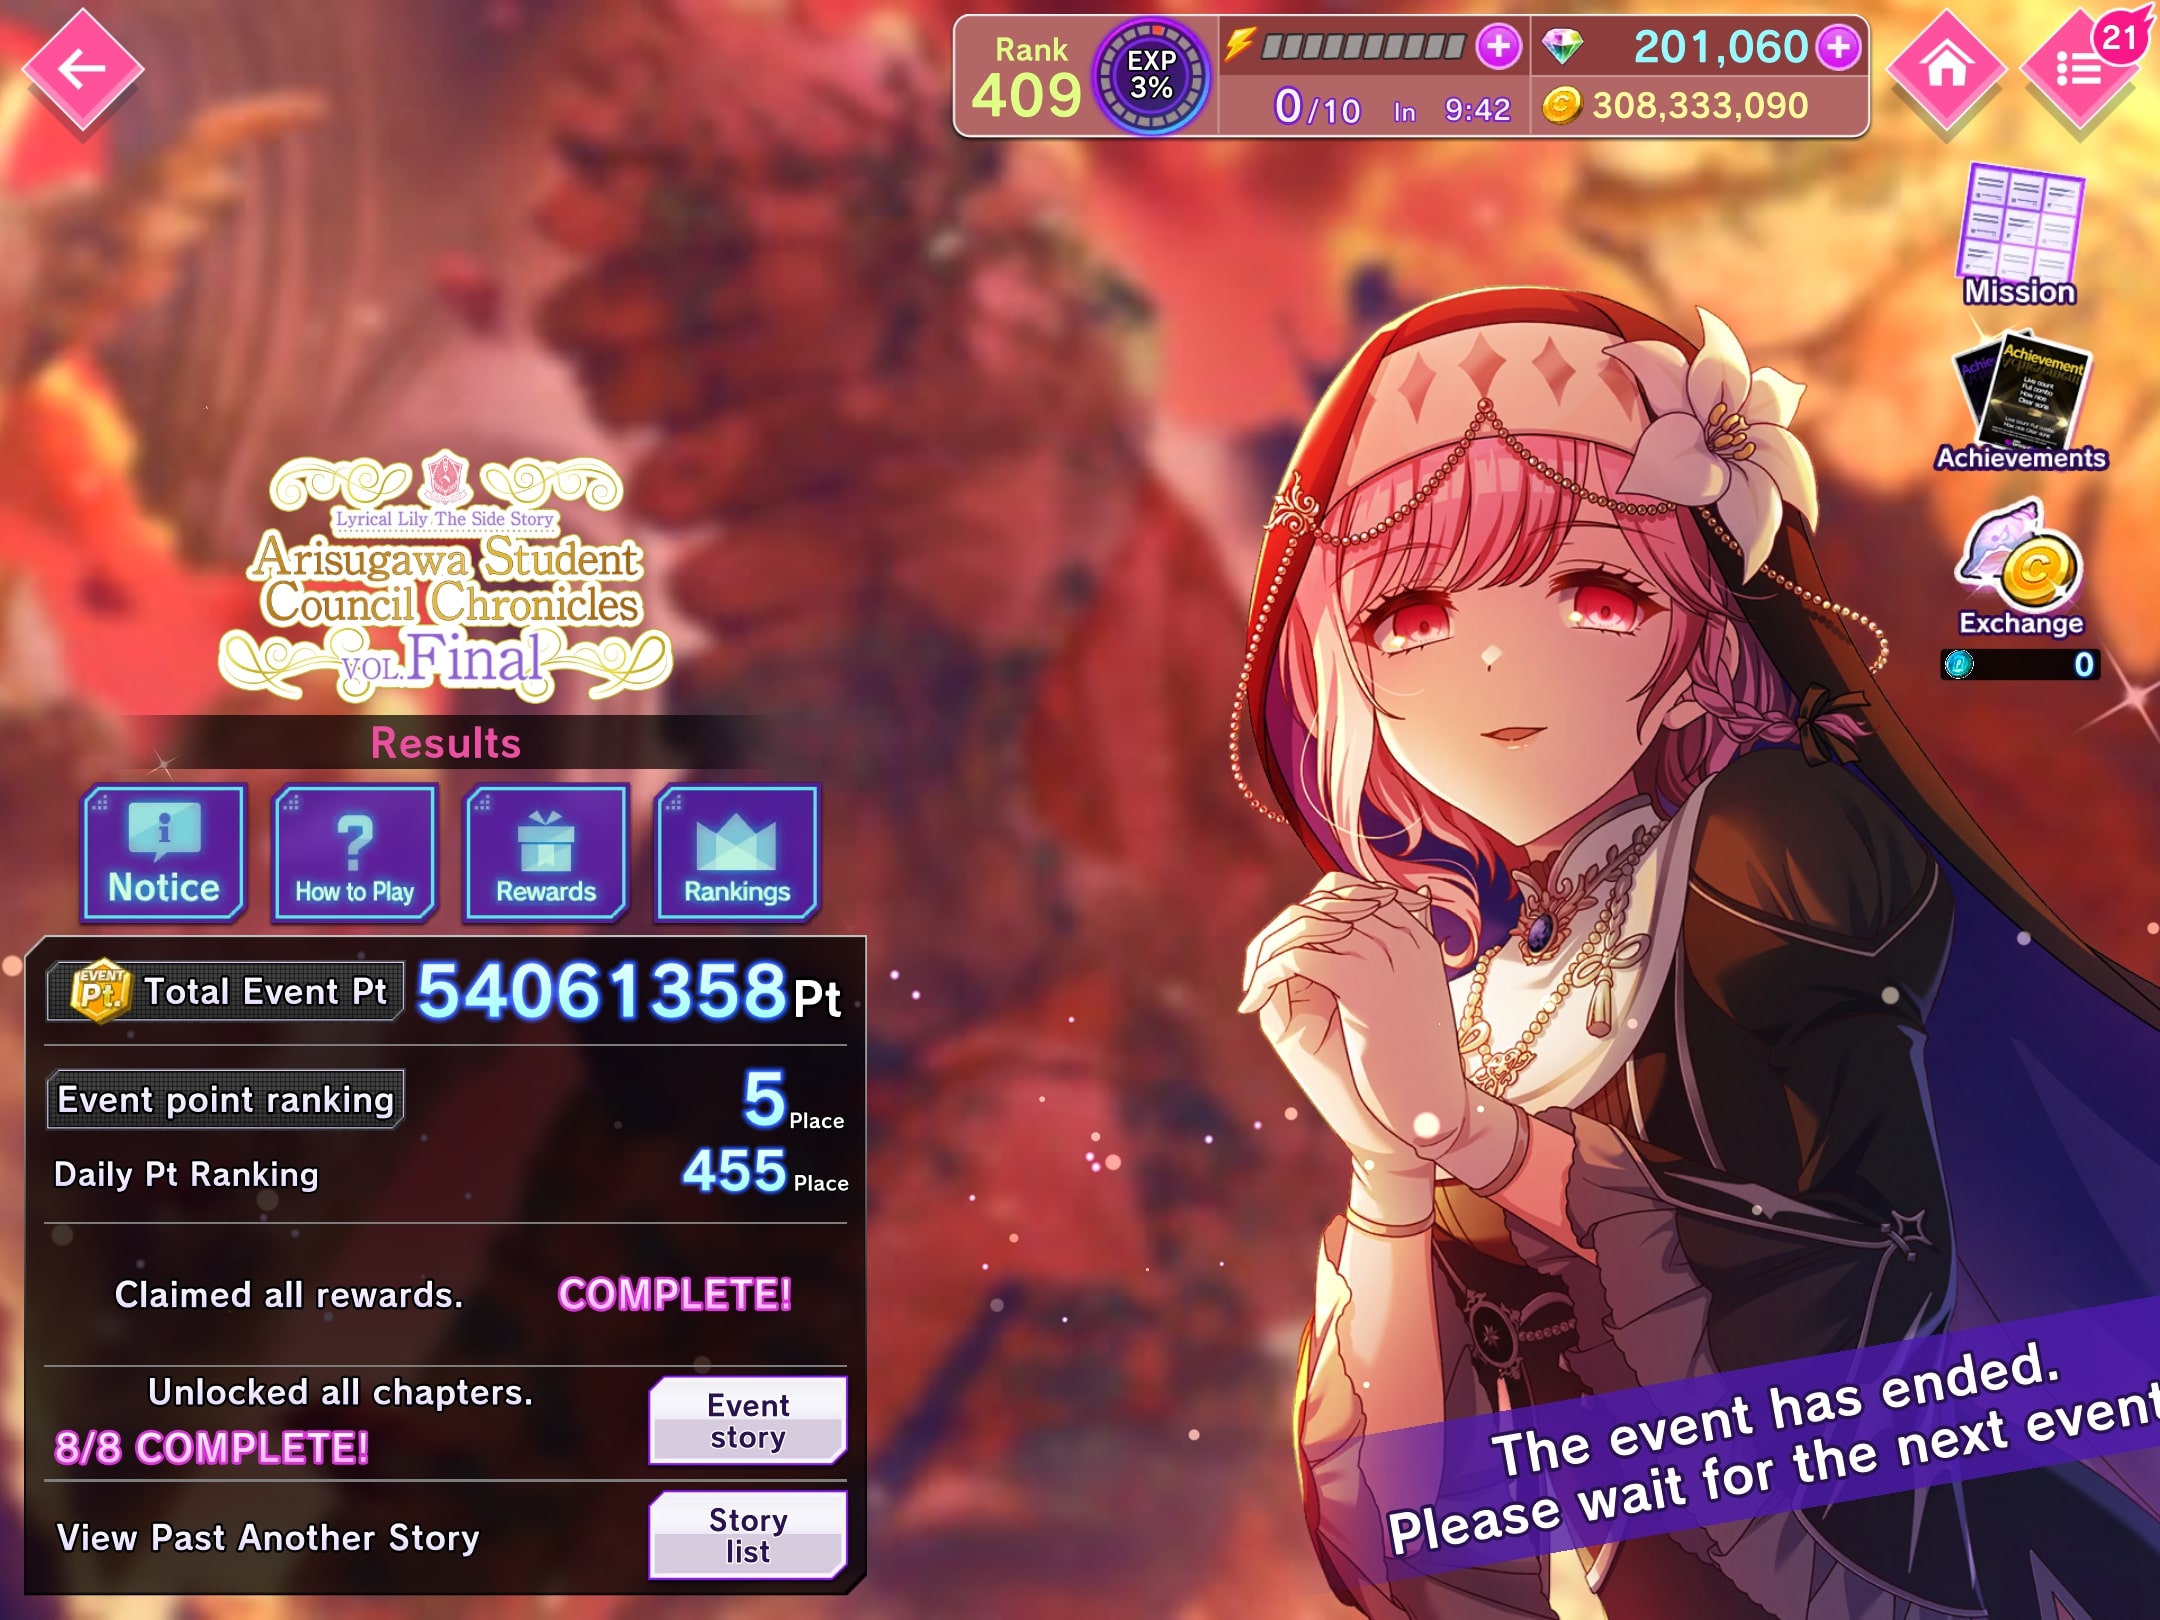 Rank
409
EXP
3%
0/10 In 9:42
201,060
308,333,090
21
Mission
Achievement
Achievements
Exchange
0
Lyrical Lily The Side Story
Arisugawa Student
Council Chronicles
VOL.Final
Results
Notice
How to Play
Rewards
Rankings
EVENT
Pt.
Total Event Pt 54061358Pt
Event point ranking 5 Place
Daily Pt Ranking 455 Place
Claimed all rewards. COMPLETE!
Unlocked all chapters.
8/8 COMPLETE!
Event
story
View Past Another Story
Story
list
The event has ended.
Please wait for the next event